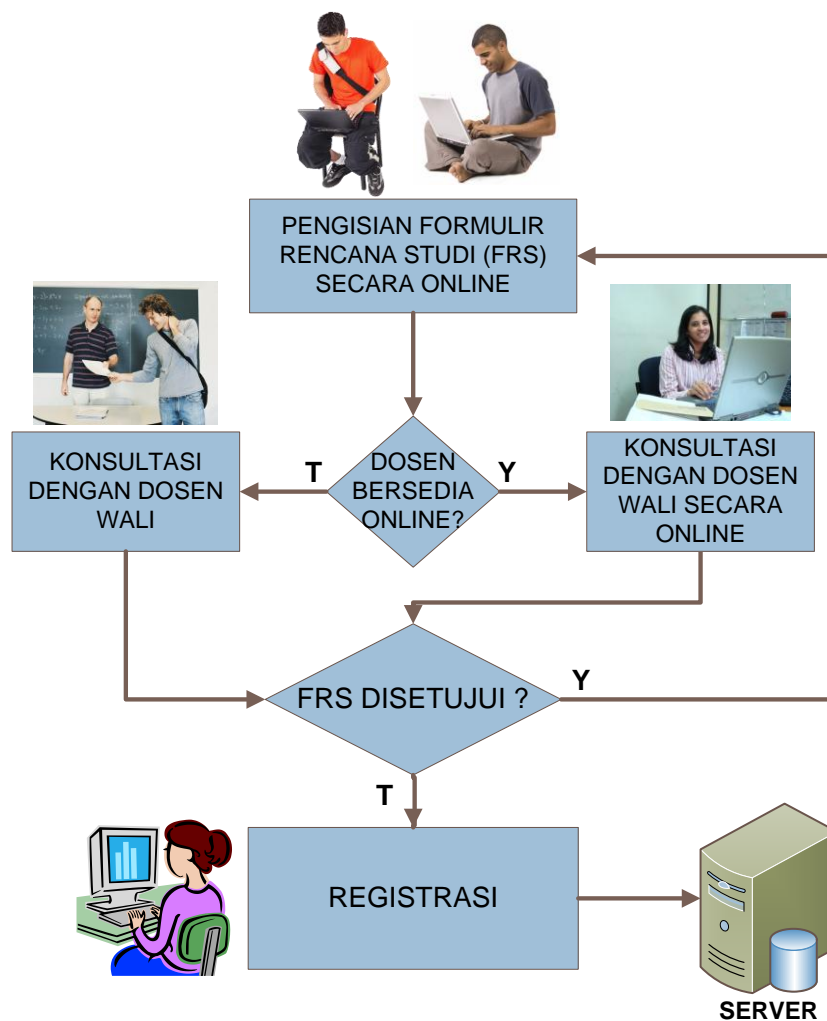 PENGISIAN FORMULIR
RENCANA STUDI (FRS)
SECARA ONLINE
KONSULTASI
DENGAN DOSEN
WALI
T
DOSEN
BERSEDIA
ONLINE?
Y
KONSULTASI
DENGAN DOSEN
WALI SECARA
ONLINE
FRS DISETUJUI ?
Y
T
REGISTRASI
SERVER